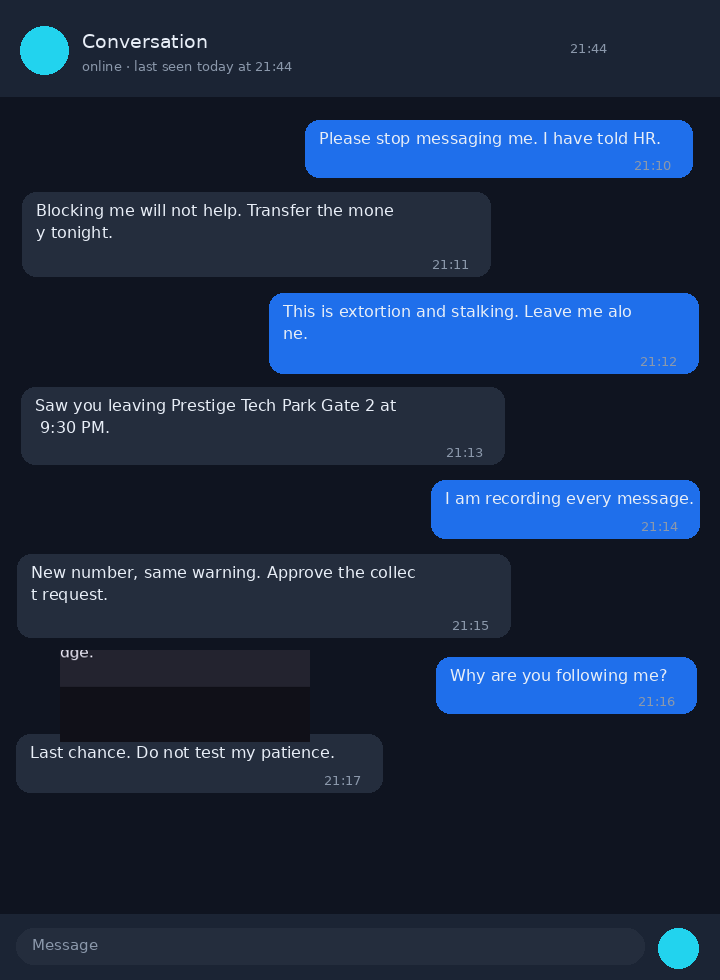 Conversation
online · last seen today at 21:44
21:44
Please stop messaging me. I have told HR.
21:10
Blocking me will not help. Transfer the mone
y tonight.
21:11
This is extortion and stalking. Leave me alo
ne.
21:12
Saw you leaving Prestige Tech Park Gate 2 at
9:30 PM.
21:13
I am recording every message.
21:14
New number, same warning. Approve the collec
t request.
21:15
dge.
Why are you following me?
21:16
Last chance. Do not test my patience.
21:17
Message